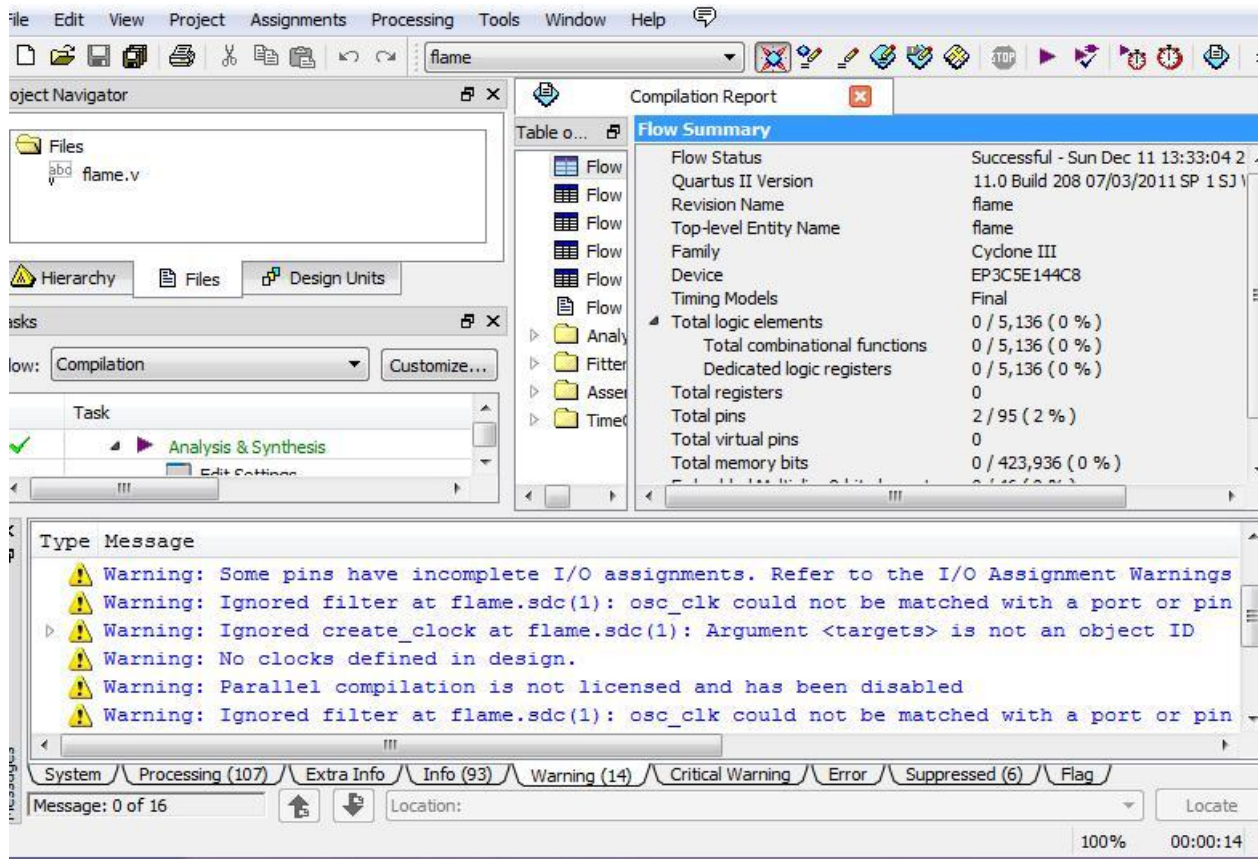 File Edit View Project Assignments Processing Tools Window Help
flame
oject Navigator
Files
abd flame.v
Hierarchy Files Design Units
asks
low: Compilation Customize...
Task
Analysis & Synthesis
Edit Settings
Compilation Report
Table o...
Flow
Flow
Flow
Flow
Flow
Flow
Analy
Fitter
Asser
Flow Summary
Flow Status Successful - Sun Dec 11 13:33:04 2
Quartus II Version 11.0 Build 208 07/03/2011 SP 1 SJ
Revision Name flame
Top-level Entity Name flame
Family Cyclone III
Device EP3C5E144C8
Timing Models Final
Total logic elements 0 / 5,136 ( 0 % )
Total combinational functions 0 / 5,136 ( 0 % )
Dedicated logic registers 0 / 5,136 ( 0 % )
Total registers 0
Total pins 2 / 95 ( 2 % )
Total virtual pins 0
Total memory bits 0 / 423,936 ( 0 % )
Type Message
Warning: Some pins have incomplete I/O assignments. Refer to the I/O Assignment Warnings
Warning: Ignored filter at flame.sdc(1): osc_clk could not be matched with a port or pin
Warning: Ignored create_clock at flame.sdc(1): Argument <targets> is not an object ID
Warning: No clocks defined in design.
Warning: Parallel compilation is not licensed and has been disabled
Warning: Ignored filter at flame.sdc(1): osc_clk could not be matched with a port or pin
System Processing (107) Extra Info Info (93) Warning (14) Critical Warning Error Suppressed (6) Flag
Message: 0 of 16 Location: Locate
100% 00:00:14